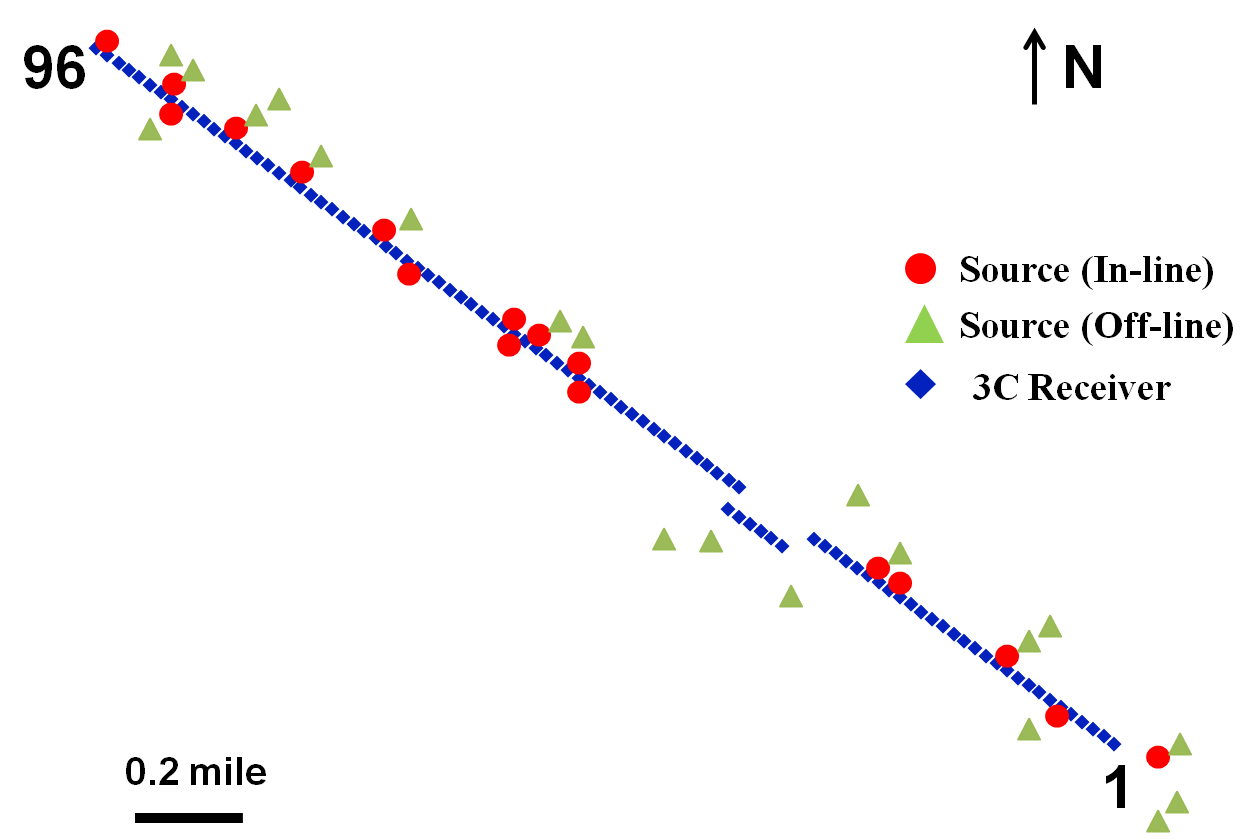 96
N
Source (In-line)
Source (Off-line)
3C Receiver
0.2 mile
1